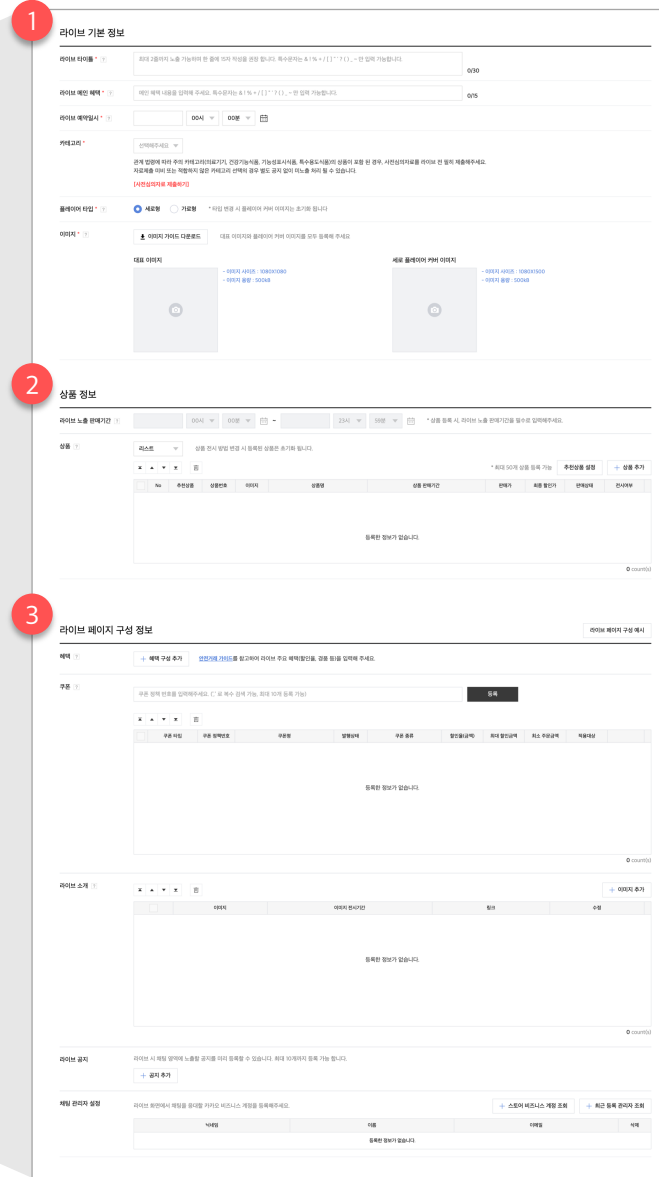 1
라이브 기본 정보
라이브 타이틀 * ?
최대 2줄까지 노출 가능하며 한 줄에 15자 작성을 권장 합니다. 특수문자는 & ! % + / [ ] " ' ? ( ) , ~ 만 입력 가능합니다.
0/30
라이브 메인 혜택 * ?
메인 혜택 내용을 입력해 주세요. 특수문자는 & ! % + / [ ] " ' ? ( ) , ~ 만 입력 가능합니다.
0/15
라이브 예약일시 * ?
00시 00분
카테고리 *
선택해주세요
관계 법령에 따라 주의 카테고리(의료기기, 건강기능식품, 기능성표시식품, 특수용도식품)의 상품이 포함 된 경우, 사전심의자료를 라이브 전 필히 제출해주세요.
자료제출 미비 또는 적합하지 않은 카테고리 선택의 경우 별도 공지 없이 미노출 처리 될 수 있습니다.
[사전심의자료 제출하기]
플레이어 타입 * ?
세로형 가로형 * 타입 변경 시 플레이어 커버 이미지는 초기화 됩니다
이미지 * ?
이미지 가이드 다운로드 대표 이미지와 플레이어 커버 이미지를 모두 등록해 주세요
대표 이미지 세로 플레이어 커버 이미지
- 이미지 사이즈 : 1080X1080 - 이미지 사이즈 : 1080X1500
- 이미지 용량 : 500kB - 이미지 용량 : 500kB
2
상품 정보
라이브 노출 판매기간 ?
00시 00분 ~ 23시 59분 * 상품 등록 시, 라이브 노출 판매기간을 필수로 입력해주세요.
상품 ?
리스트 상품 전시 방법 변경 시 등록된 상품은 초기화 됩니다.
* 최대 50개 상품 등록 가능 추천상품 설정 + 상품 추가
No 추천상품 상품번호 이미지 상품명 상품 판매기간 판매가 최종 할인가 판매상태 전시여부
등록한 정보가 없습니다.
0 count(s)
3
라이브 페이지 구성 정보
라이브 페이지 구성 예시
혜택 ?
+ 혜택 구성 추가 안전거래 가이드를 참고하여 라이브 주요 혜택(할인율, 경품 등)을 입력해 주세요.
쿠폰 ?
쿠폰 정책 번호를 입력해주세요. (',' 로 복수 검색 가능, 최대 10개 등록 가능)
등록
쿠폰 타입 쿠폰 정책번호 쿠폰명 발행상태 쿠폰 종류 할인율(금액) 최대 할인금액 최소 주문금액 적용대상
등록한 정보가 없습니다.
0 count(s)
라이브 소개 ?
+ 이미지 추가
이미지 이미지 전시기간 링크 수정
등록한 정보가 없습니다.
0 count(s)
라이브 공지
라이브 시 채팅 영역에 노출할 공지를 미리 등록할 수 있습니다. 최대 10개까지 등록 가능 합니다.
+ 공지 추가
채팅 관리자 설정
라이브 화면에서 채팅을 응대할 카카오 비즈니스 계정을 등록해주세요.
+ 스토어 비즈니스 계정 조회 + 최근 등록 관리자 조회
닉네임 이름 이메일 삭제
등록한 정보가 없습니다.